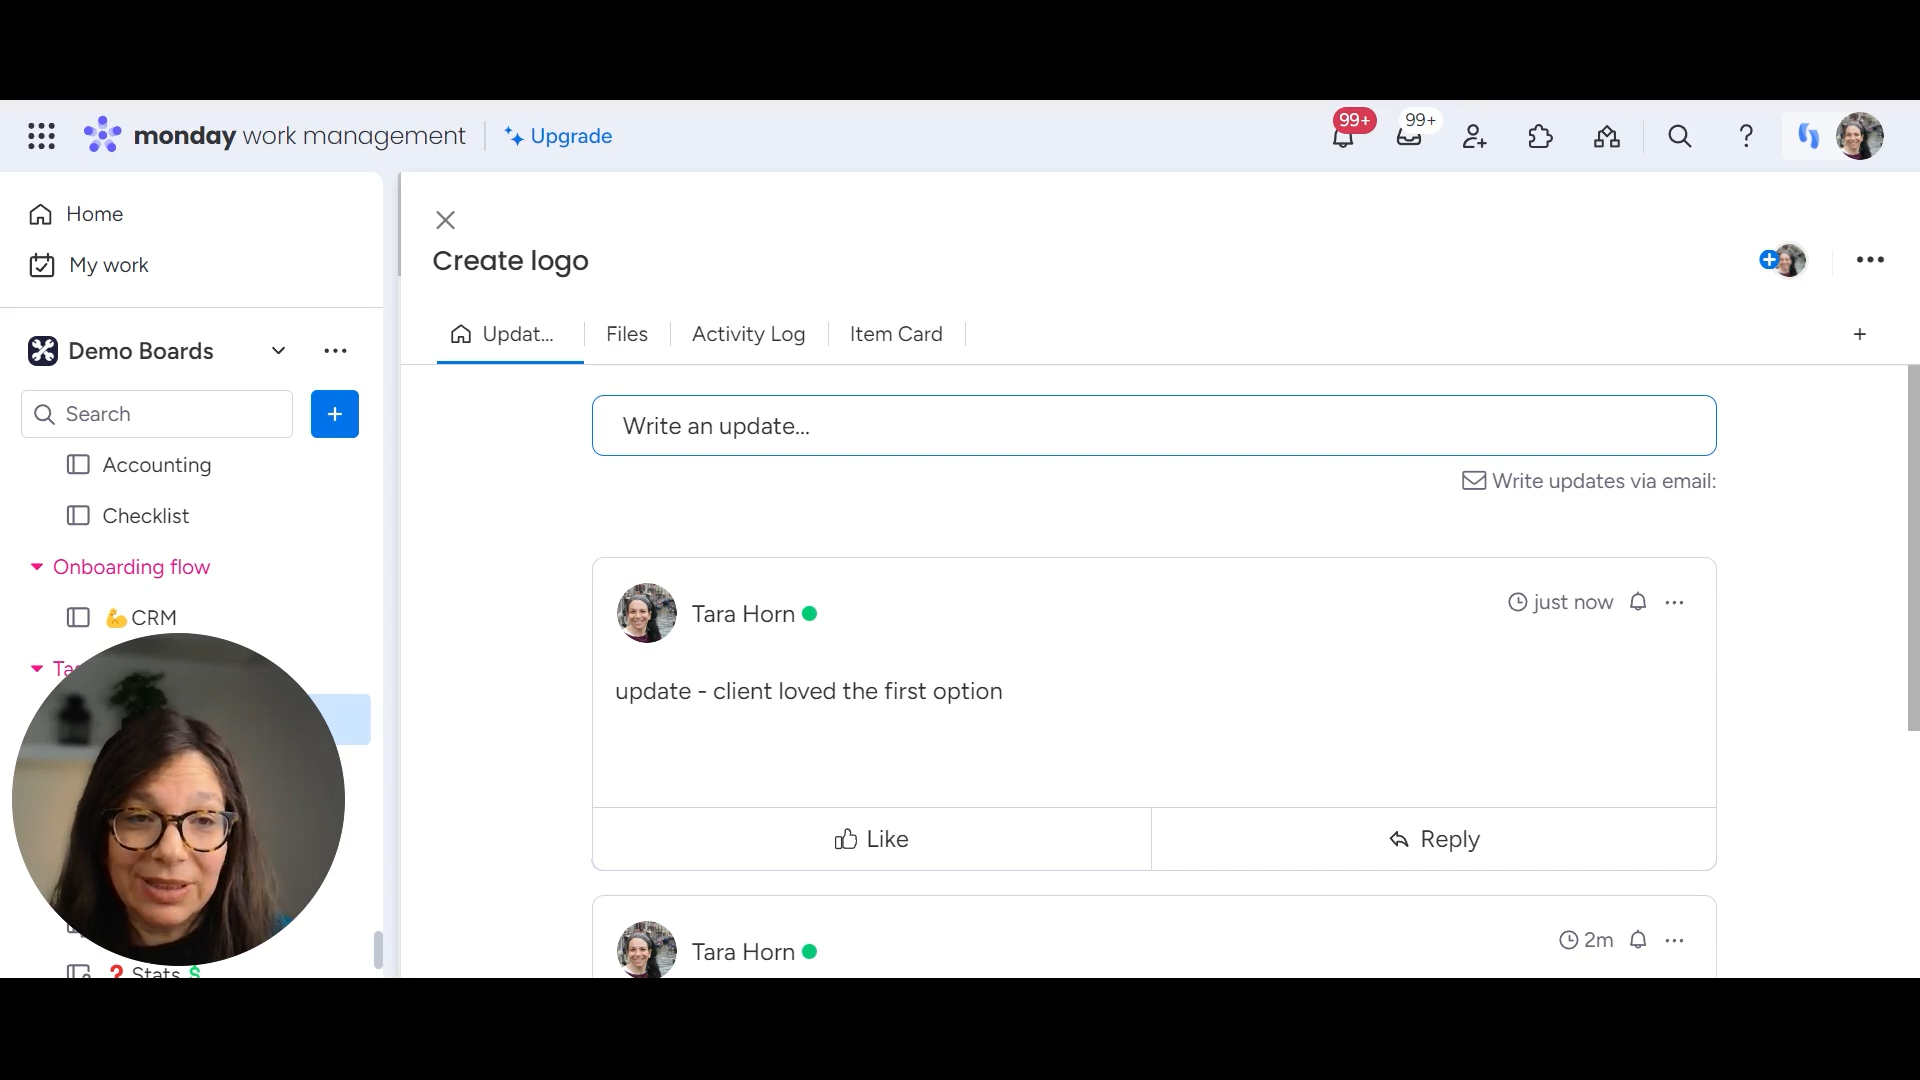 monday work management
Upgrade
99+
99+
Home
My work
Demo Boards
Search
Accounting
Checklist
Onboarding flow
💪 CRM
❓ Stats $
Create logo
Updat...
Files
Activity Log
Item Card
Write an update...
Write updates via email:
Tara Horn
just now
update - client loved the first option
Like
Reply
Tara Horn
2m